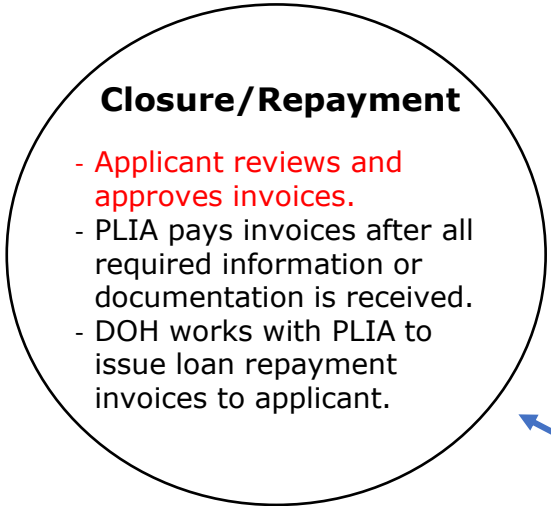 Closure/Repayment
- Applicant reviews and
approves invoices.
- PLIA pays invoices after all
required information or
documentation is received.
- DOH works with PLIA to
issue loan repayment
invoices to applicant.